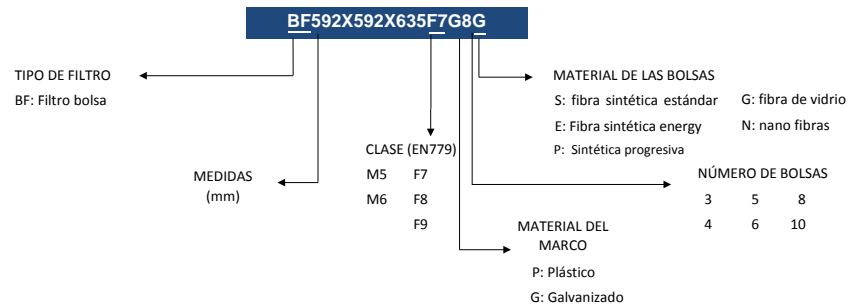 BF592X592X635F7G8G
TIPO DE FILTRO
BF: Filtro bolsa
MEDIDAS
(mm)
CLASE (EN779)
M5 F7
M6 F8
F9
MATERIAL DEL
MARCO
P: Plástico
G: Galvanizado
MATERIAL DE LAS BOLSAS
S: fibra sintética estándar G: fibra de vidrio
E: Fibra sintética energy N: nano fibras
P: Sintética progresiva
NÚMERO DE BOLSAS
3 5 8
4 6 10